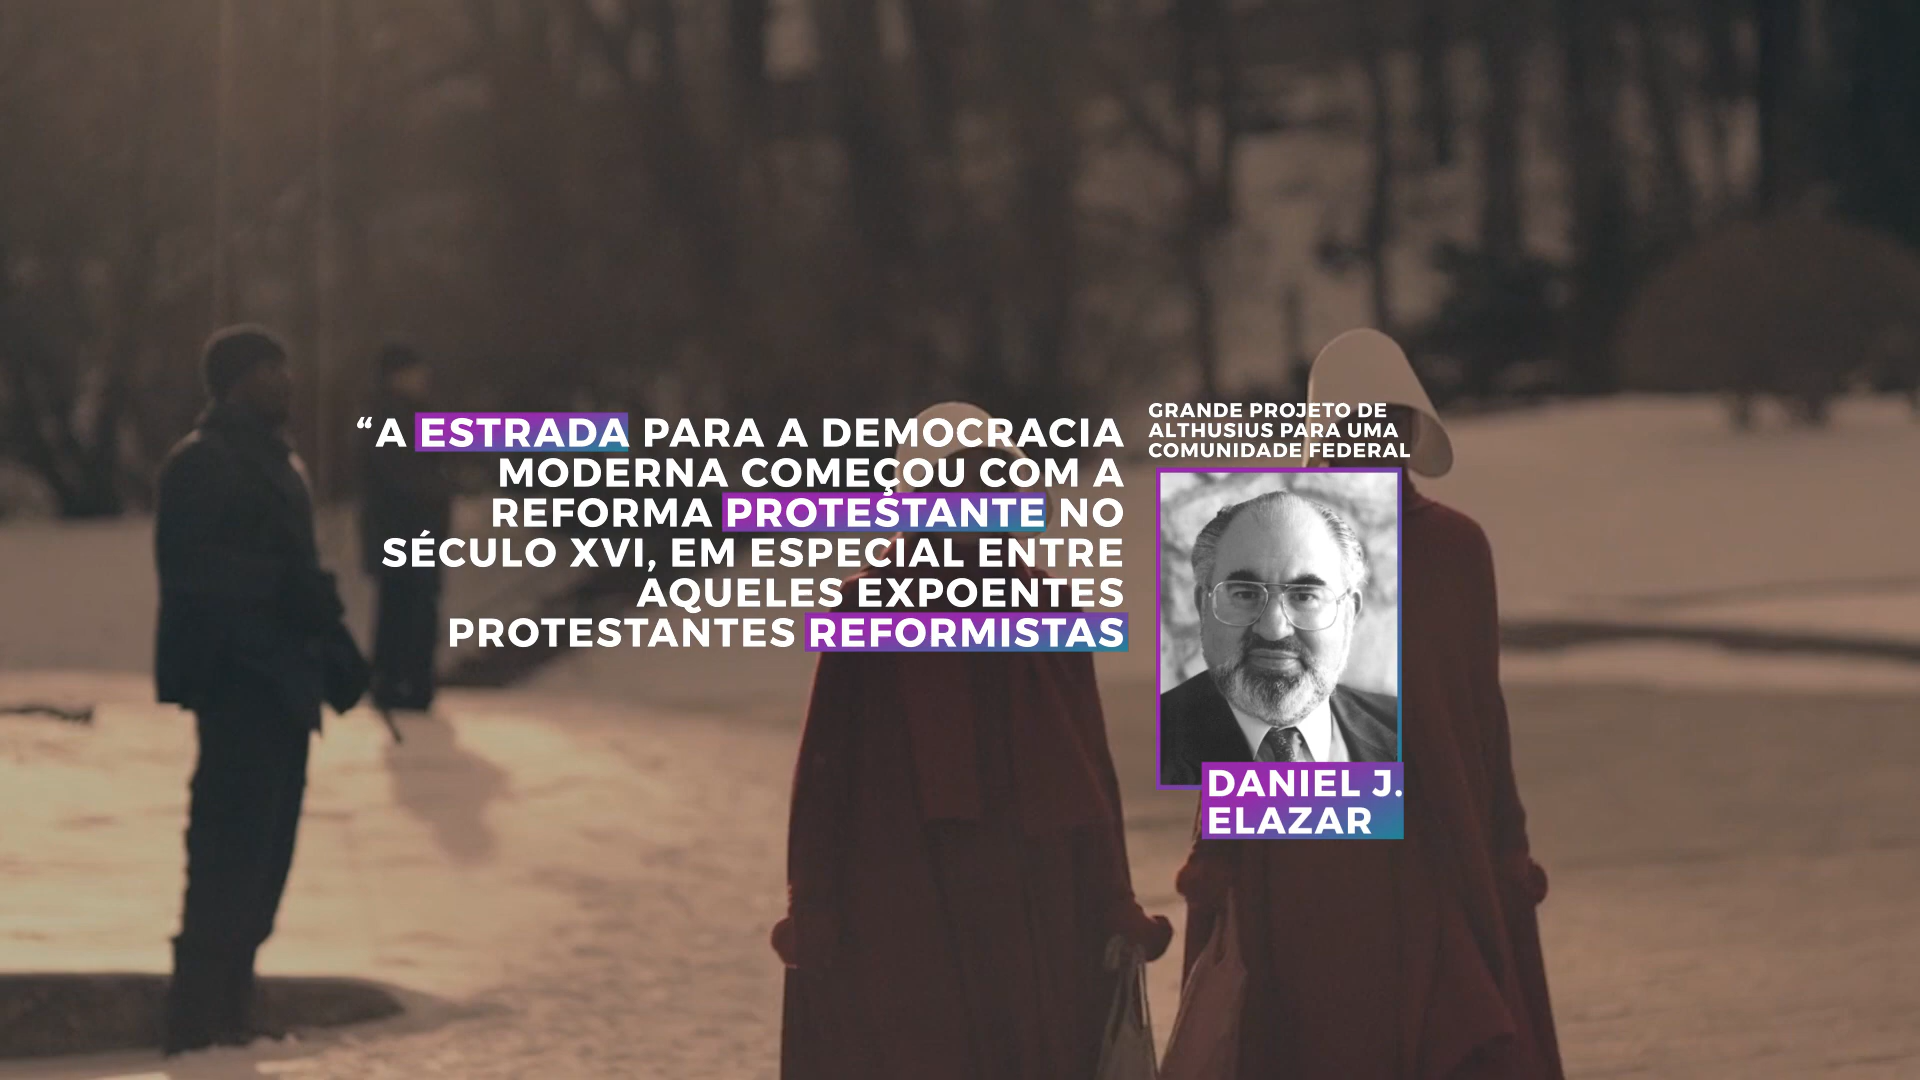 “A ESTRADA PARA A DEMOCRACIA
MODERNA COMEÇOU COM A
REFORMA PROTESTANTE NO
SÉCULO XVI, EM ESPECIAL ENTRE
AQUELES EXPOENTES
PROTESTANTES REFORMISTAS
GRANDE PROJETO DE
ALTHUSIUS PARA UMA
COMUNIDADE FEDERAL
DANIEL J.
ELAZAR